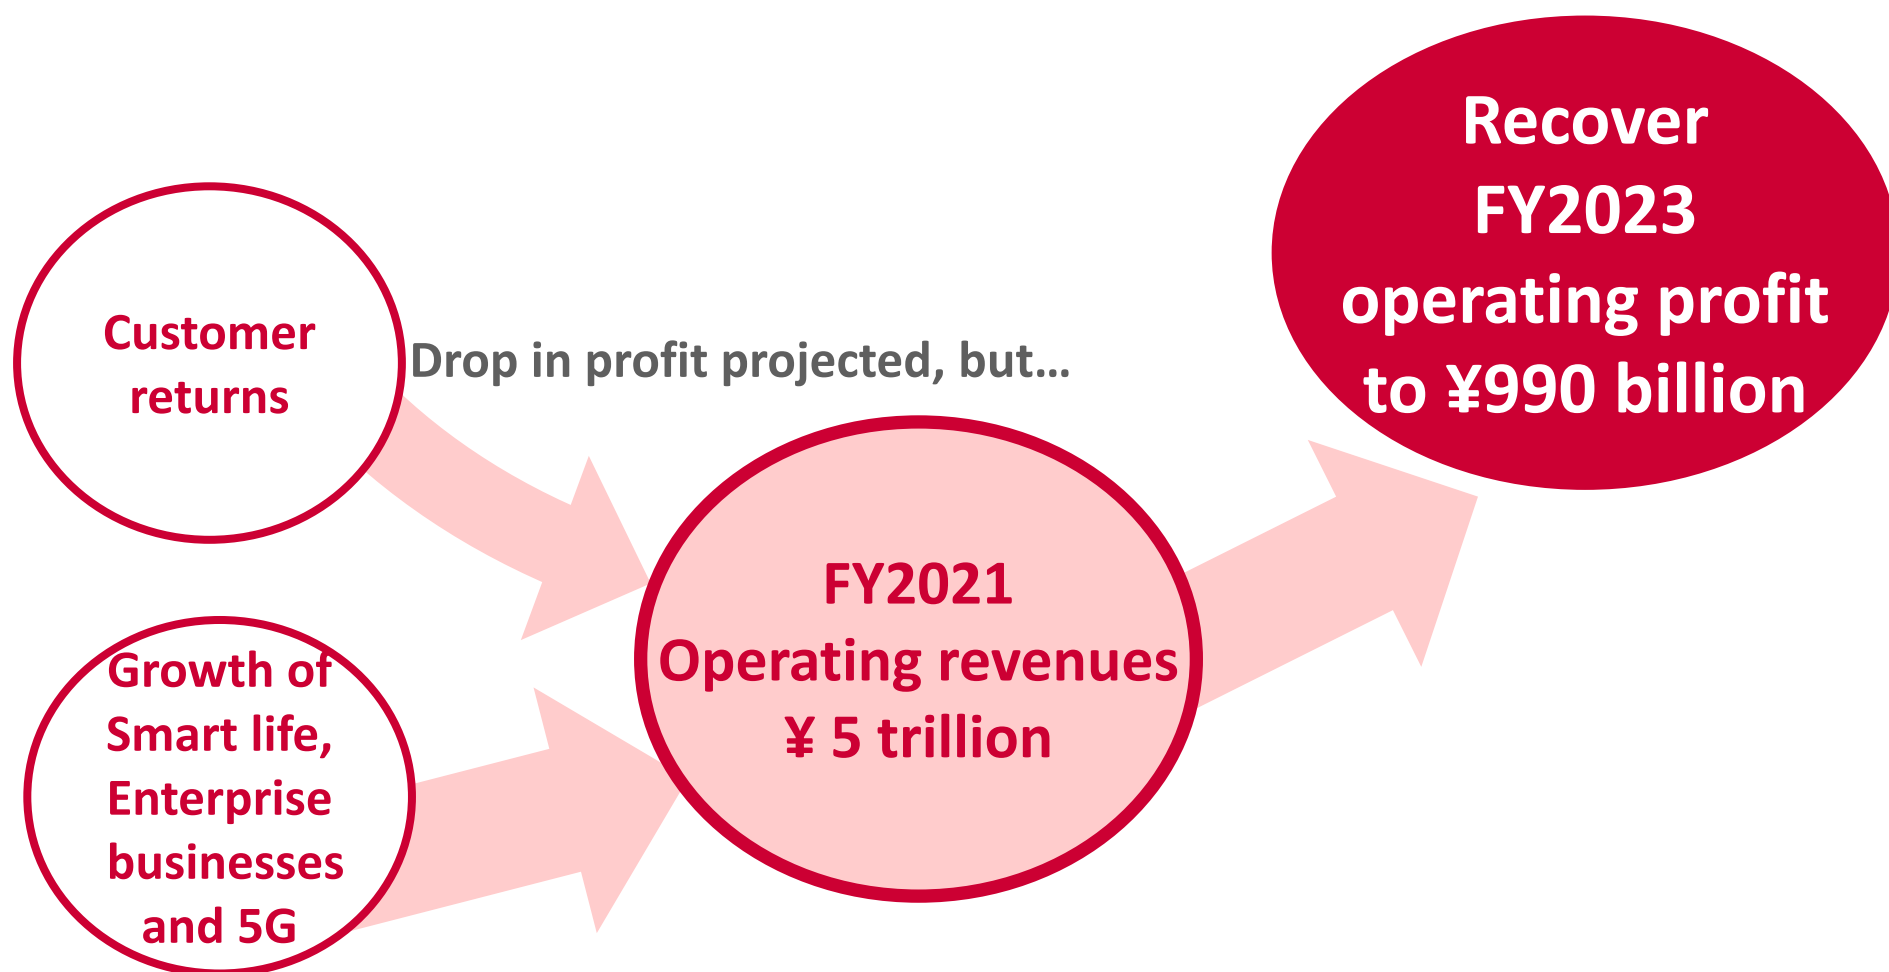 Customer
returns
Drop in profit projected, but...
Growth of
Smart life,
Enterprise
businesses
and 5G
FY2021
Operating revenues
¥ 5 trillion
Recover
FY2023
operating profit
to ¥990 billion